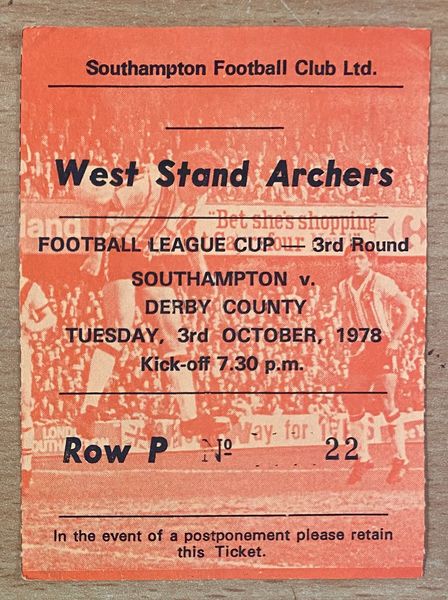 Southampton Football Club Ltd.
West Stand Archers
"Bet she's shopping
FOOTBALL LEAGUE CUP — 3rd Round
SOUTHAMPTON v.
DERBY COUNTY
TUESDAY, 3rd OCTOBER, 1978
Kick-off 7.30 p.m.
Way for
Row P Nº 22
In the event of a postponement please retain
this Ticket.